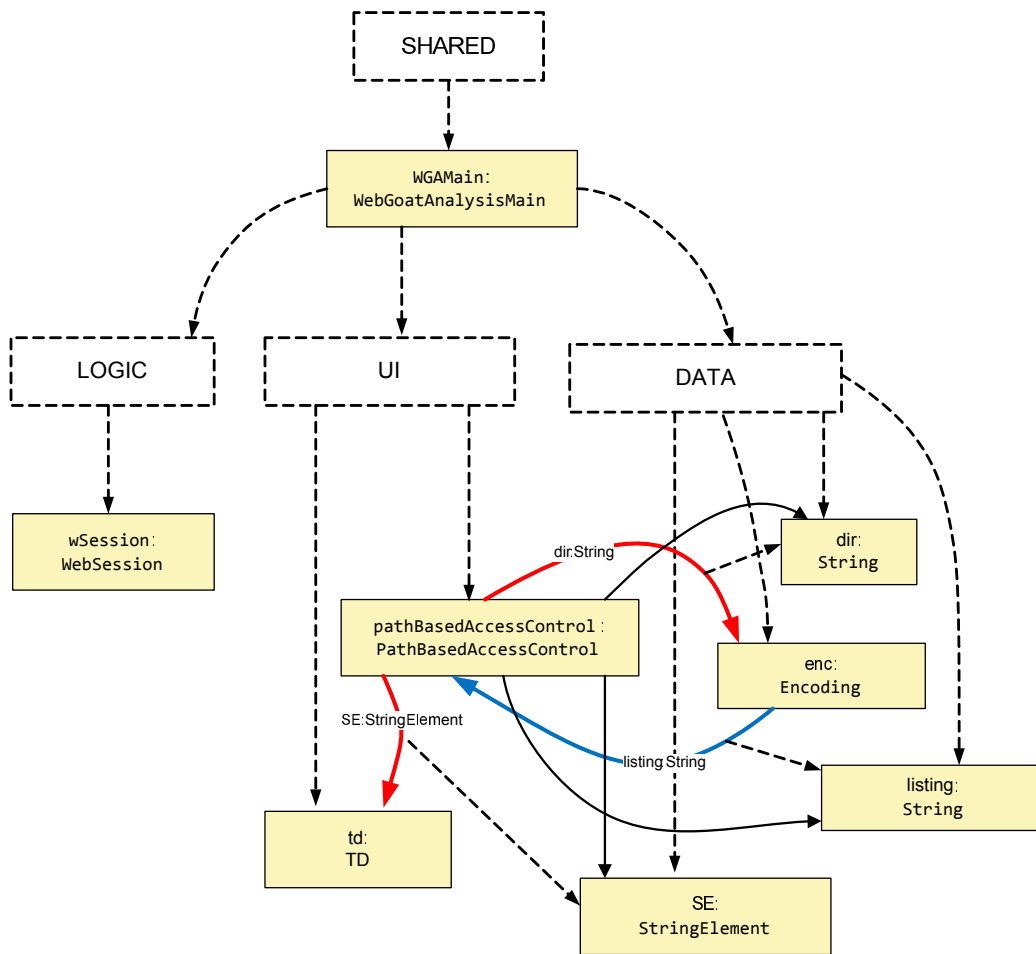 SHARED
WGAMain:
WebGoatAnalysisMain
LOGIC
UI
DATA
wSession:
WebSession
dir:String
dir:
String
pathBasedAccessControl:
PathBasedAccessControl
enc:
Encoding
SE:StringElement
listing:String
listing:
String
td:
TD
SE:
StringElement